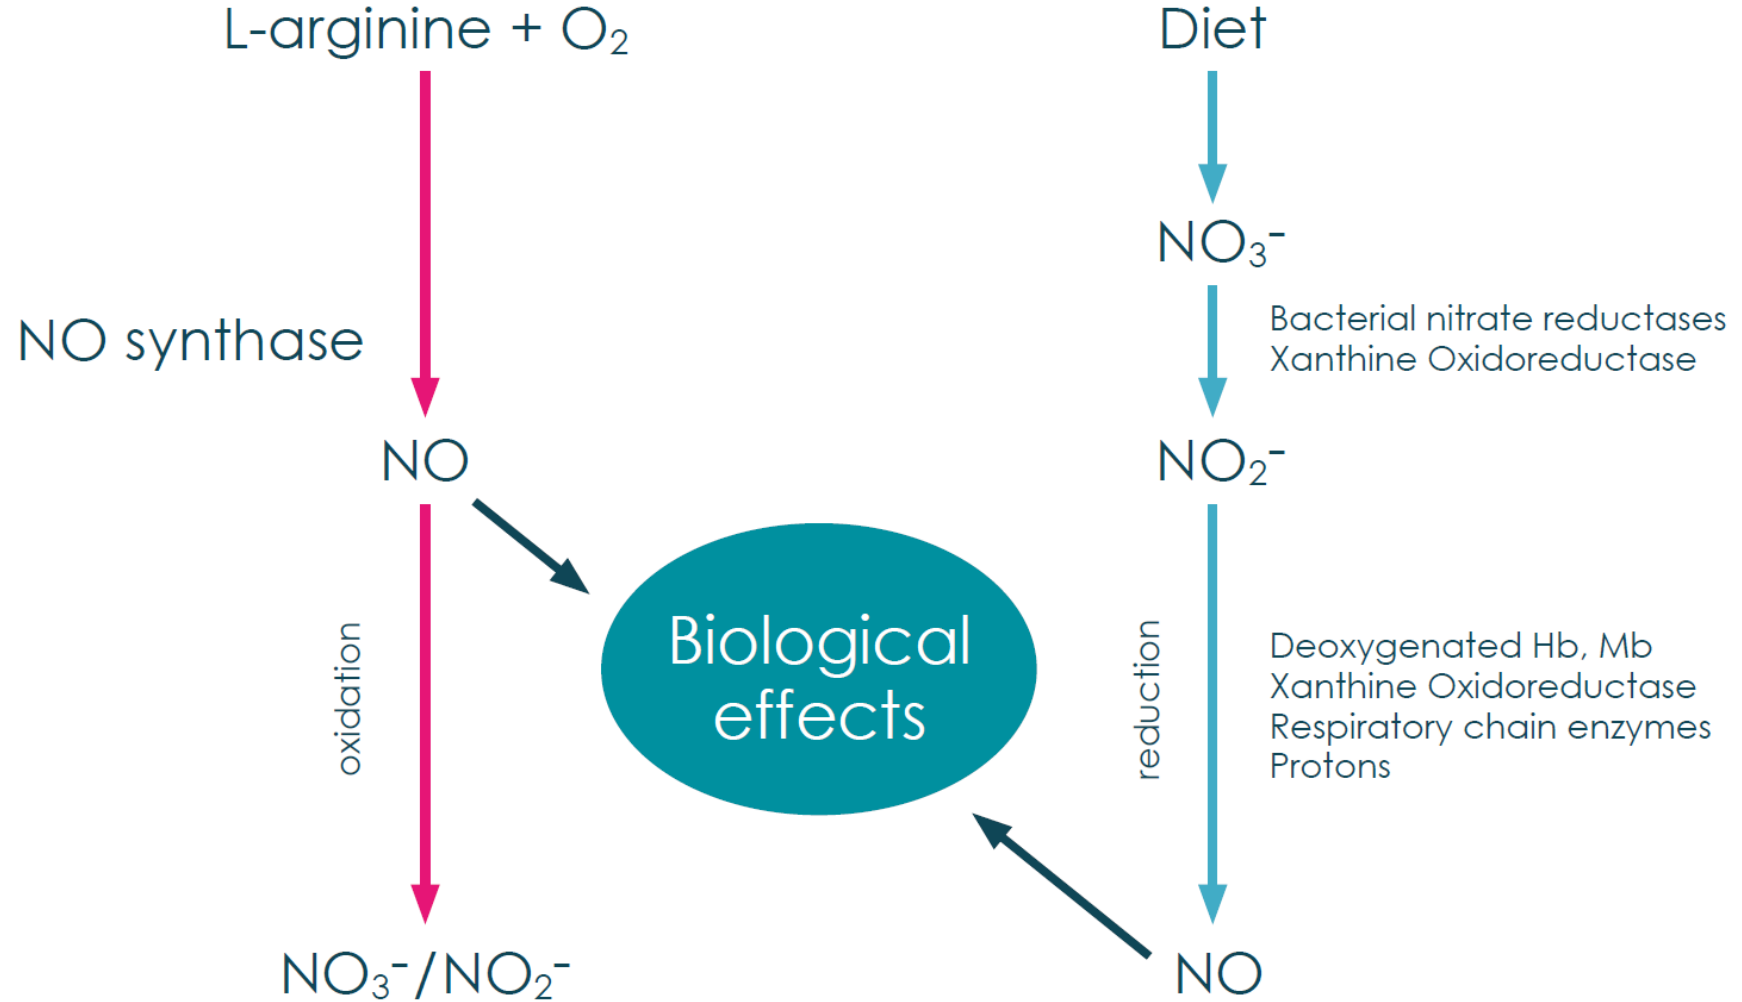 L-arginine + O₂
NO synthase
NO
oxidation
NO₃⁻/NO₂⁻
Biological
effects
Diet
NO₃⁻
Bacterial nitrate reductases
Xanthine Oxidoreductase
NO₂⁻
reduction
Deoxygenated Hb, Mb
Xanthine Oxidoreductase
Respiratory chain enzymes
Protons
NO